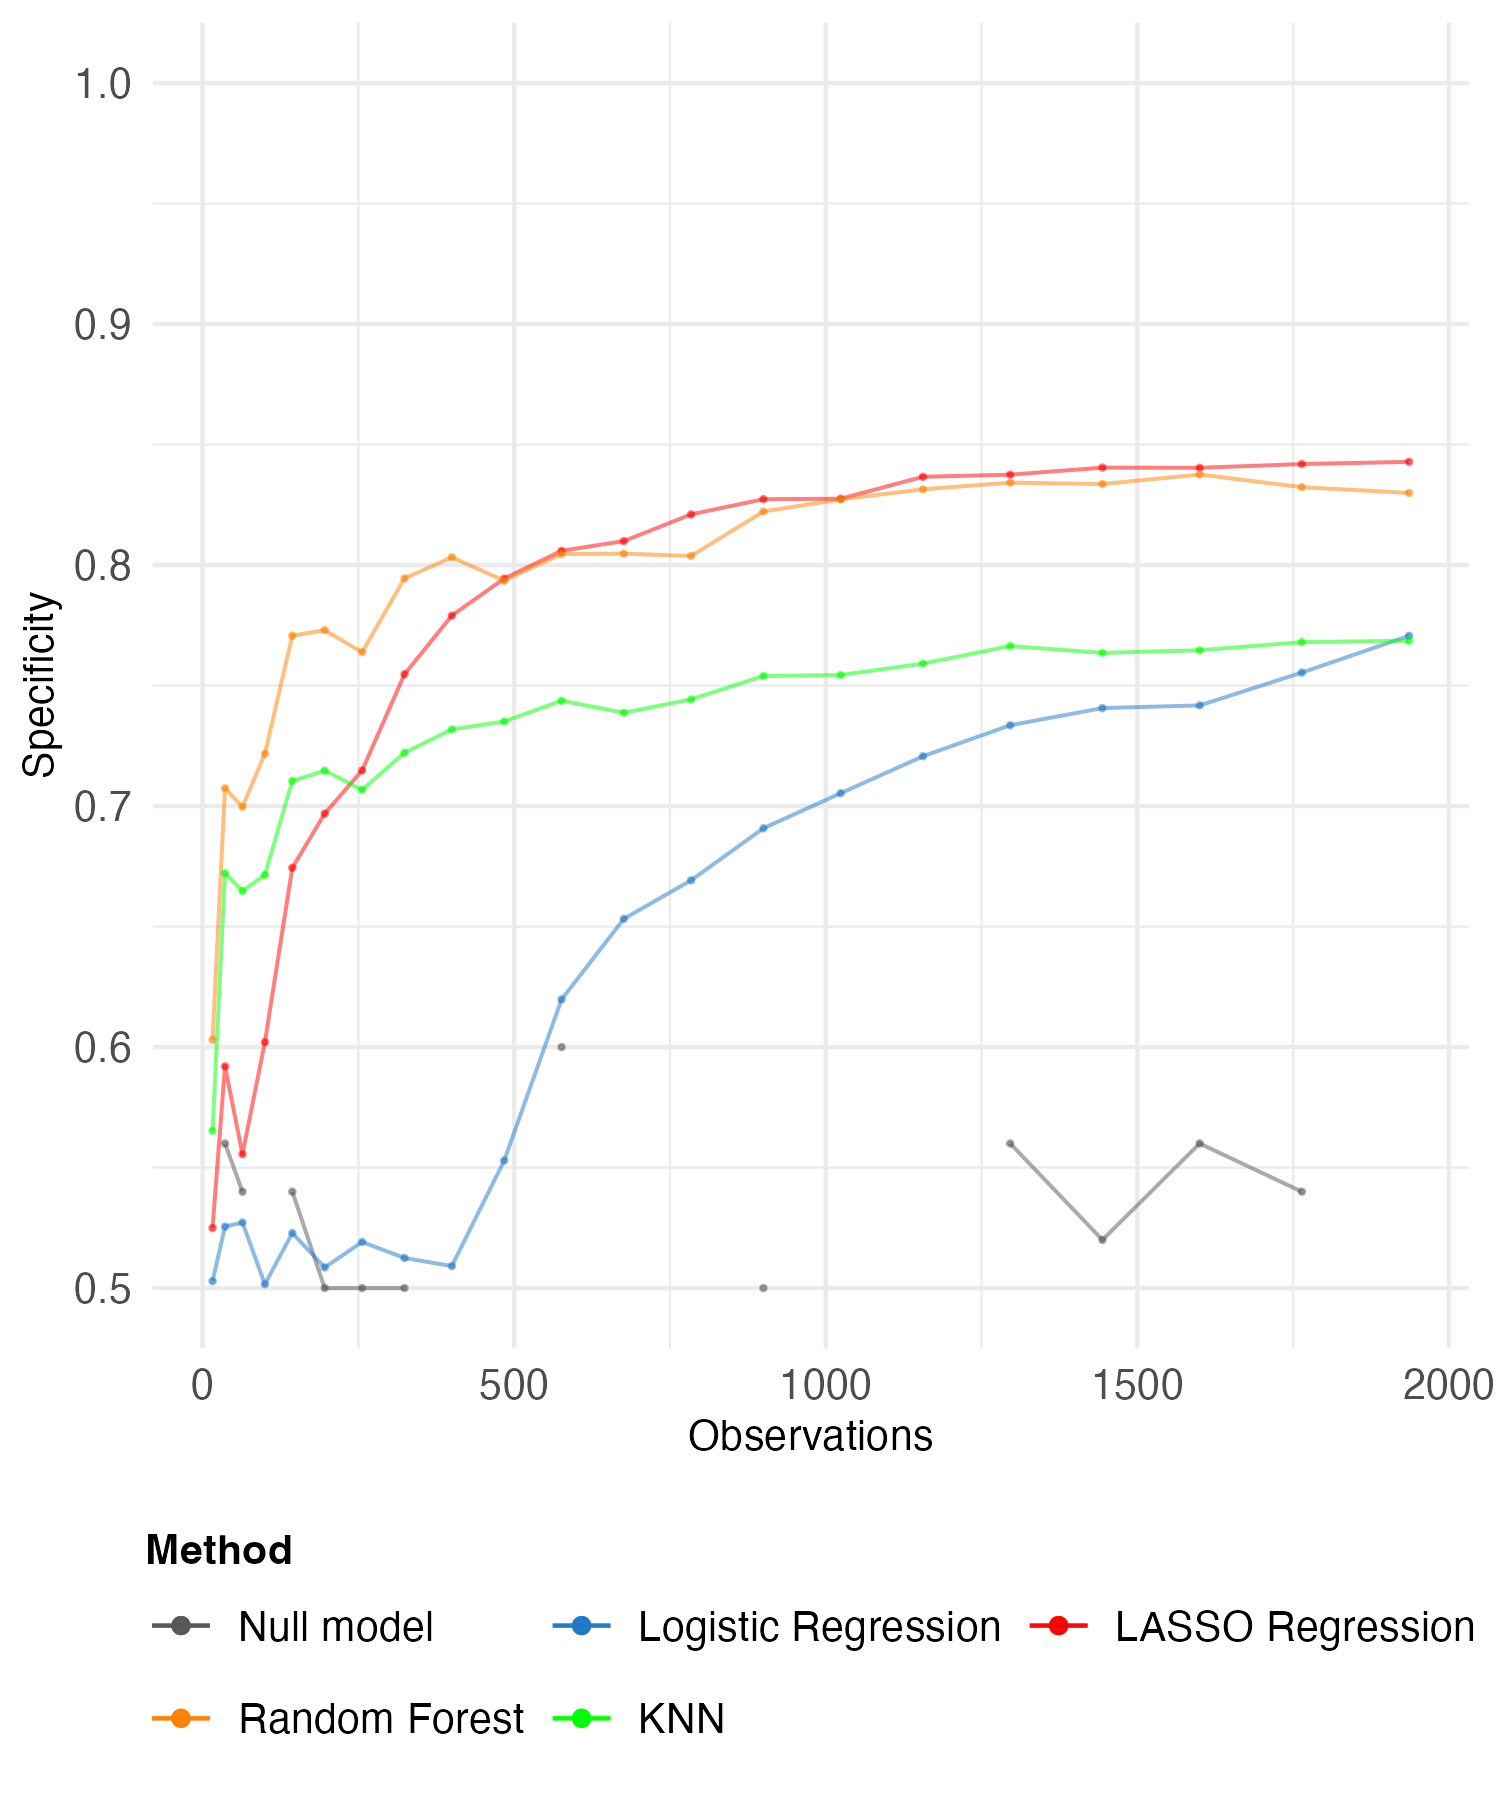 1.0
0.9
0.8
0.7
0.6
0.5
Specificity
0 500 1000 1500 2000
Observations
Method
Null model Logistic Regression LASSO Regression
Random Forest KNN